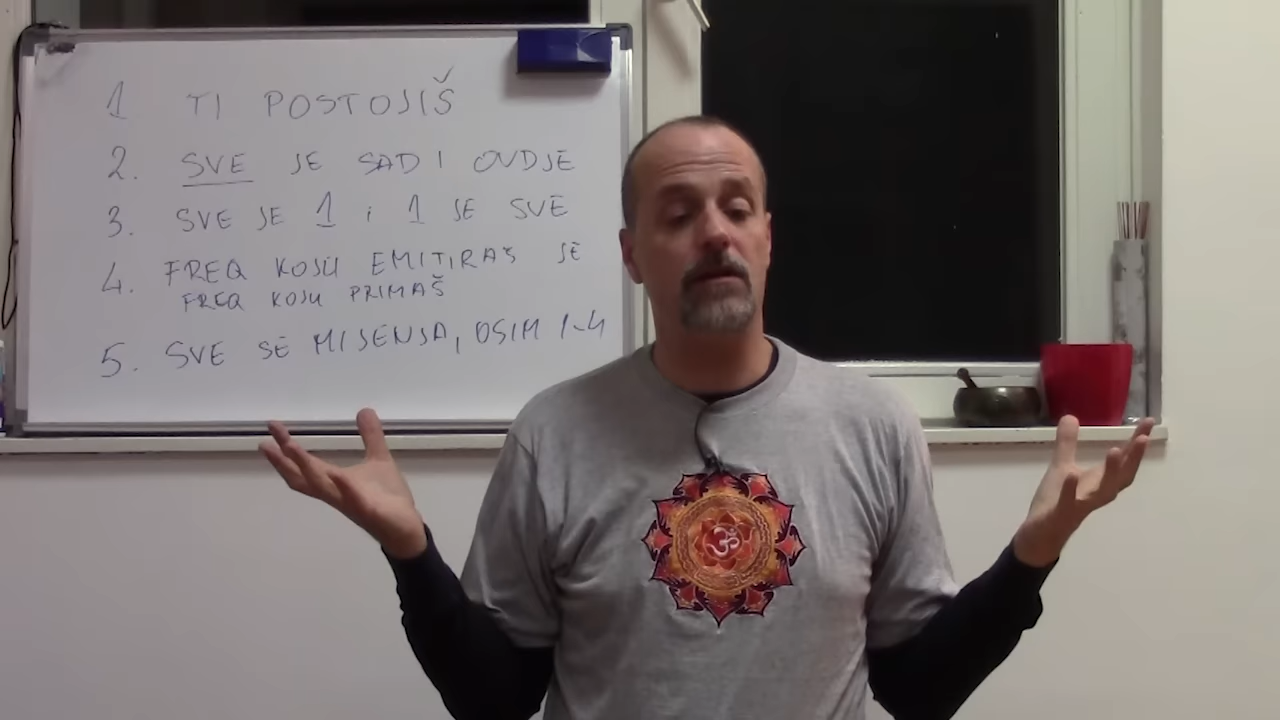 1 TI POSTOJIŠ
2. SVE JE SAD I OVDJE
3. SVE JE 1 i 1 JE SVE
4. FREQ KOJU EMITIRAŠ JE
FREQ KOJU PRIMAŠ
5. SVE SE MIJENJA, OSIM 1-4
ॐ